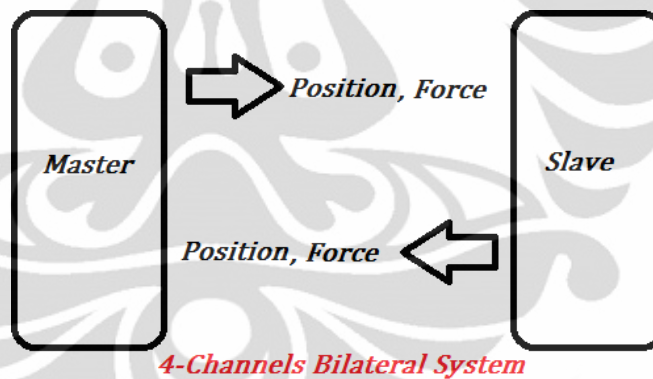 Position, Force
Master
Slave
Position, Force
4-Channels Bilateral System